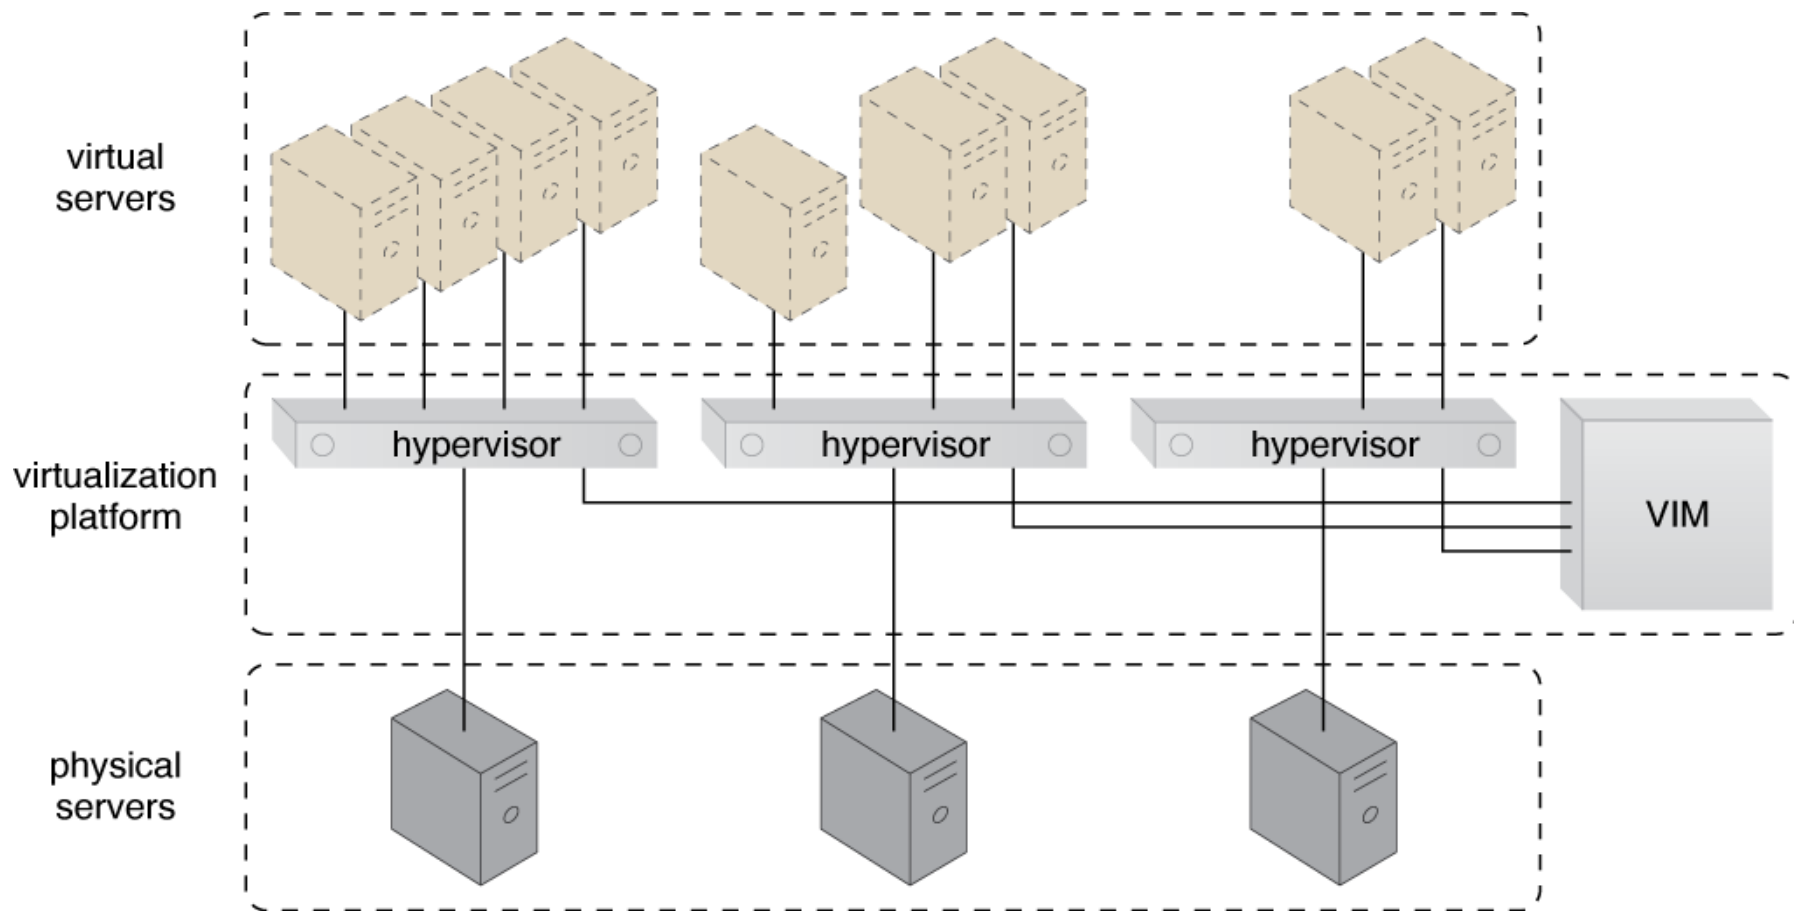 virtual
servers
hypervisor
hypervisor
hypervisor
virtualization
platform
VIM
physical
servers